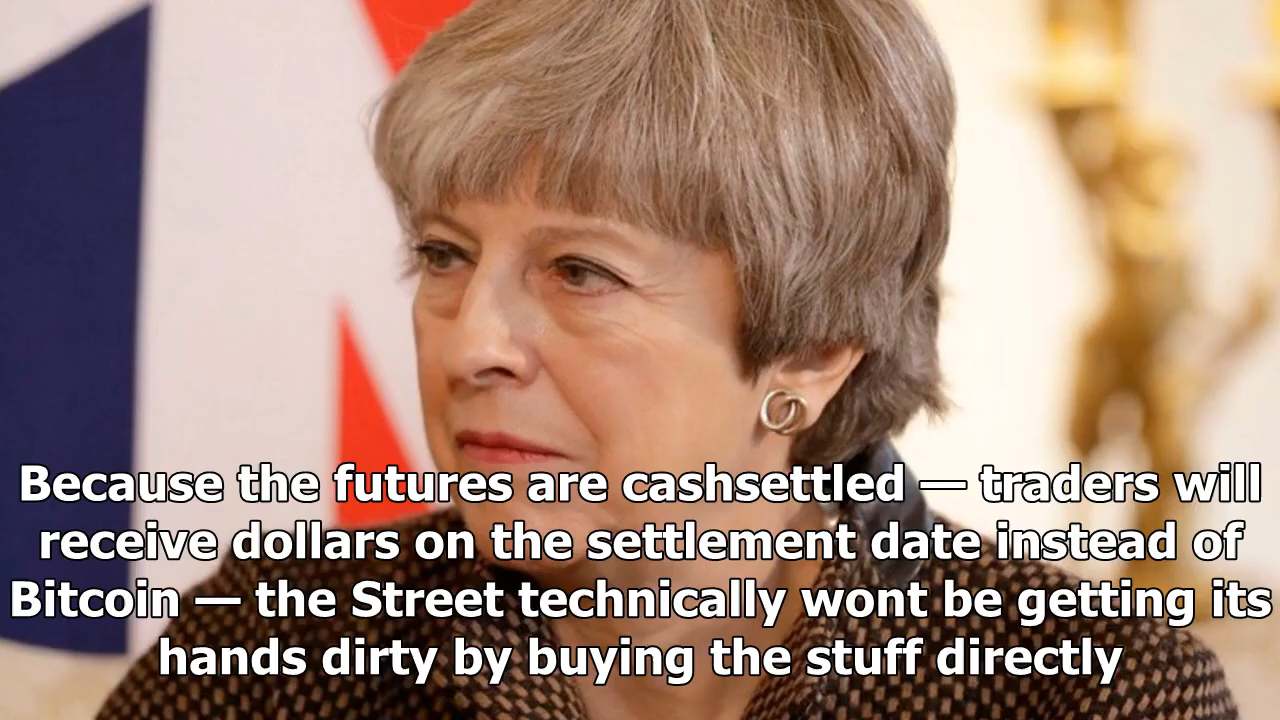 Because the futures are cashsettled — traders will
receive dollars on the settlement date instead of
Bitcoin — the Street technically wont be getting its
hands dirty by buying the stuff directly